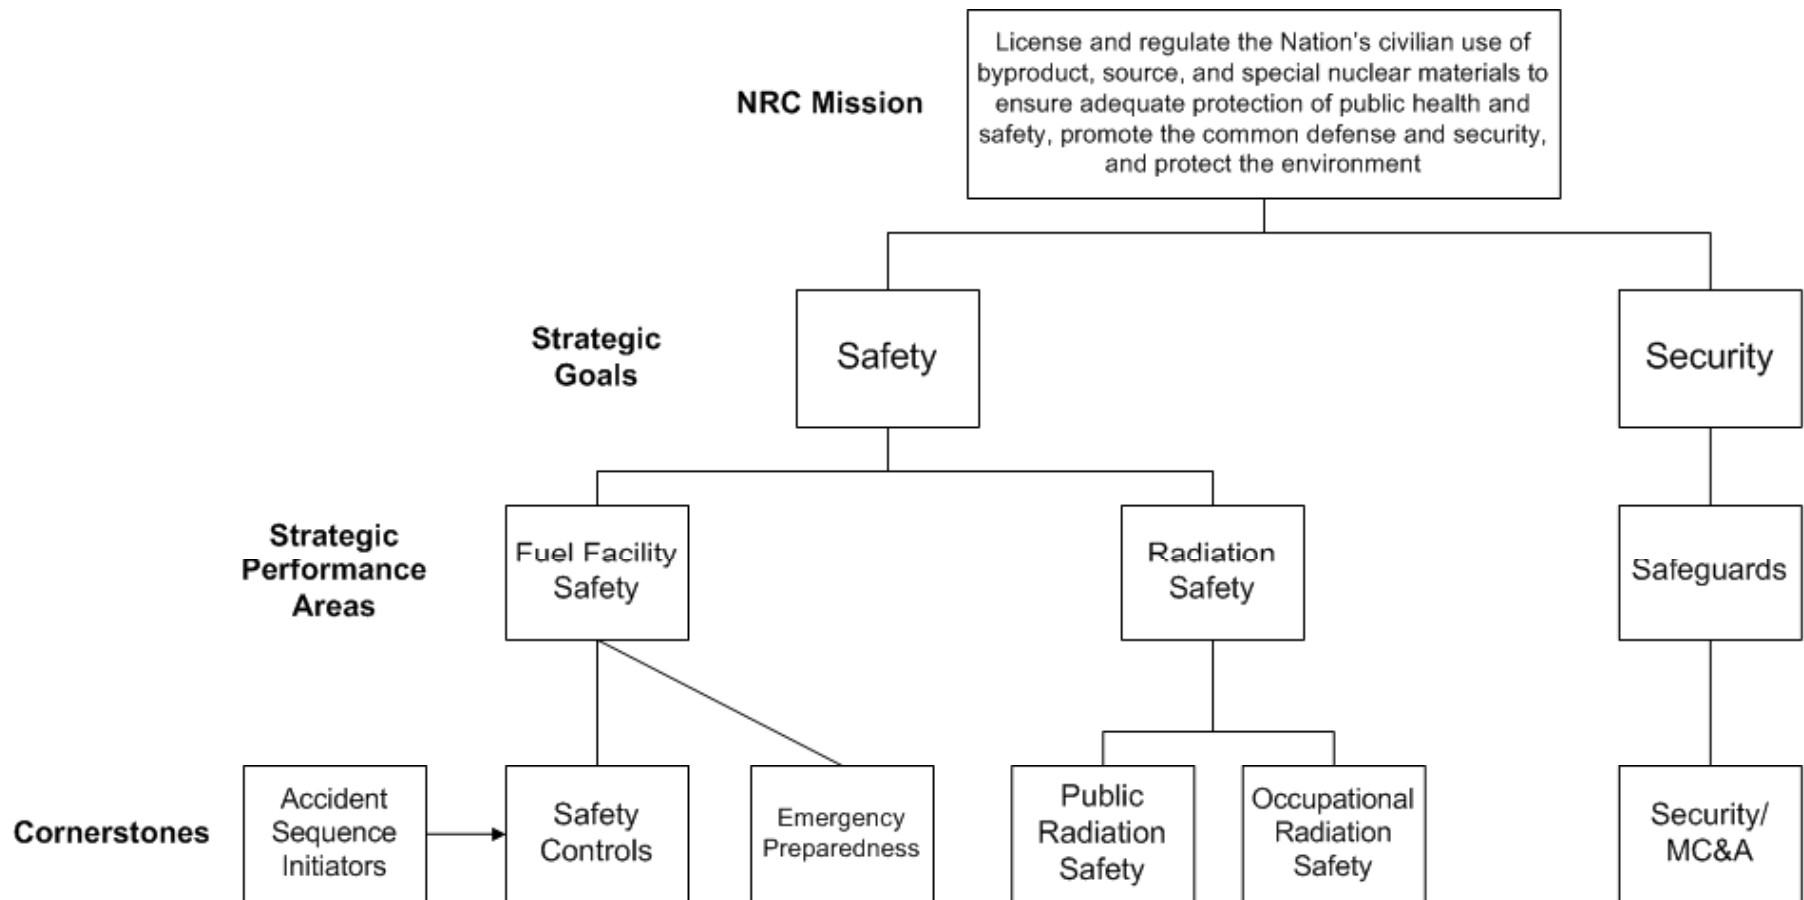 NRC Mission
License and regulate the Nation's civilian use of
byproduct, source, and special nuclear materials to
ensure adequate protection of public health and
safety, promote the common defense and security,
and protect the environment
Strategic
Goals
Safety
Security
Strategic
Performance
Areas
Fuel Facility
Safety
Radiation
Safety
Safeguards
Cornerstones
Accident
Sequence
Initiators
Safety
Controls
Emergency
Preparedness
Public
Radiation
Safety
Occupational
Radiation
Safety
Security/
MC&A